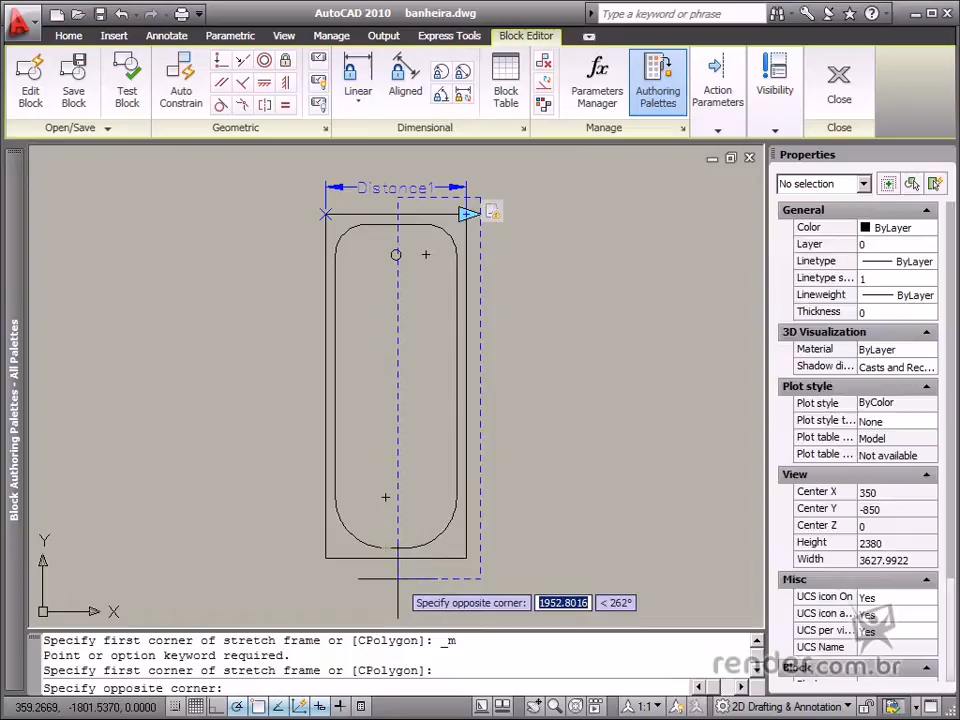 AutoCAD 2010 banheira.dwg
Type a keyword or phrase
Home Insert Annotate Parametric View Manage Output Express Tools Block Editor
Edit Block
Save Block
Test Block
Auto Constrain
Linear
Aligned
Block Table
Parameters Manager
Authoring Palettes
Action Parameters
Visibility
Close
Open/Save Geometric Dimensional Manage Close
Distance1
Y
X
Specify opposite corner: 1952.8016 < 262°
Block Authoring Palettes - All Palettes
Properties
No selection
General
Color ByLayer
Layer 0
Linetype ByLayer
Linetype s... 1
Lineweight ByLayer
Thickness 0
3D Visualization
Material ByLayer
Shadow di... Casts and Rec...
Plot style
Plot style ByColor
Plot style t... None
Plot table ... Model
Plot table ... Not available
View
Center X 350
Center Y -850
Center Z 0
Height 2380
Width 3627.9922
Misc
UCS icon On Yes
UCS icon a... Yes
UCS per vi... Yes
UCS Name
Block
render.com.br
Specify first corner of stretch frame or [CPolygon]: _m
Point or option keyword required.
Specify first corner of stretch frame or [CPolygon]:
Specify opposite corner:
359.2669, -1801.5370, 0.0000
1:1
2D Drafting & Annotation